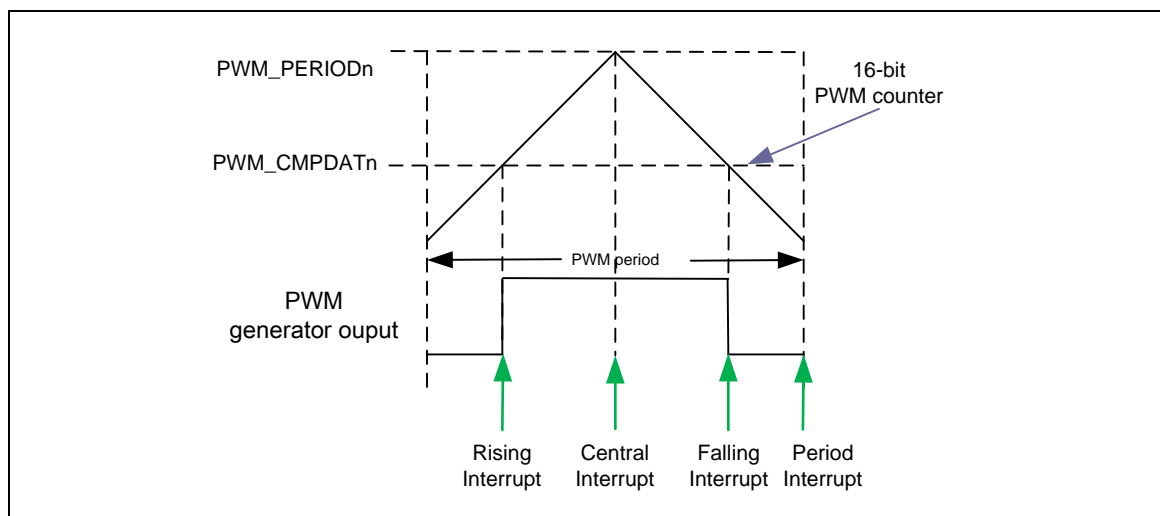 PWM_PERIODn
16-bit
PWM counter
PWM_CMPDATn
PWM period
PWM
generator ouput
Rising
Interrupt
Central
Interrupt
Falling
Interrupt
Period
Interrupt